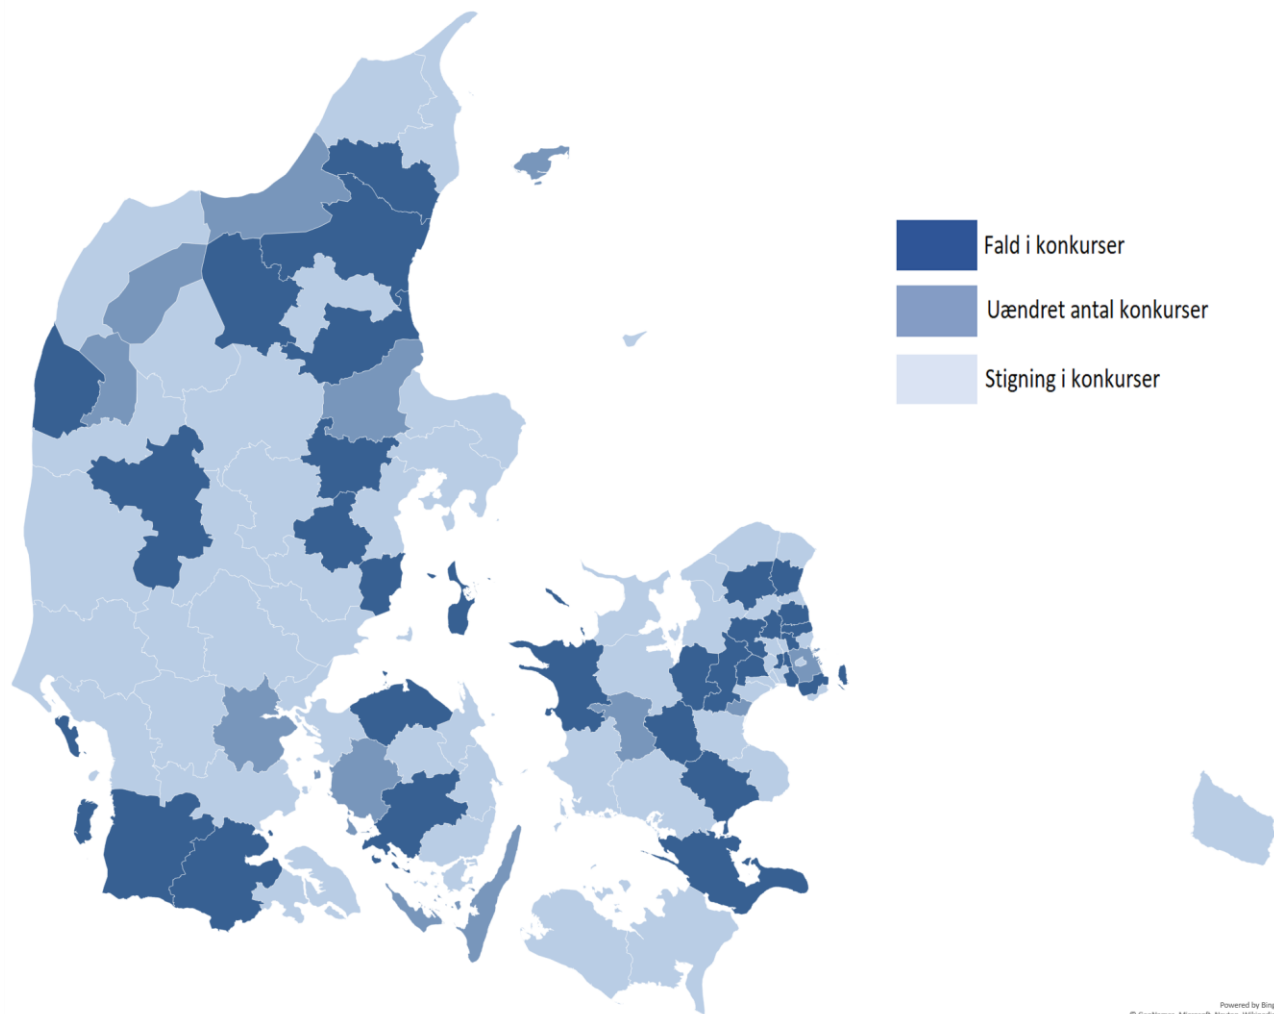 Fald i konkurser
Uændret antal konkurser
Stigning i konkurser
Powered by Bing